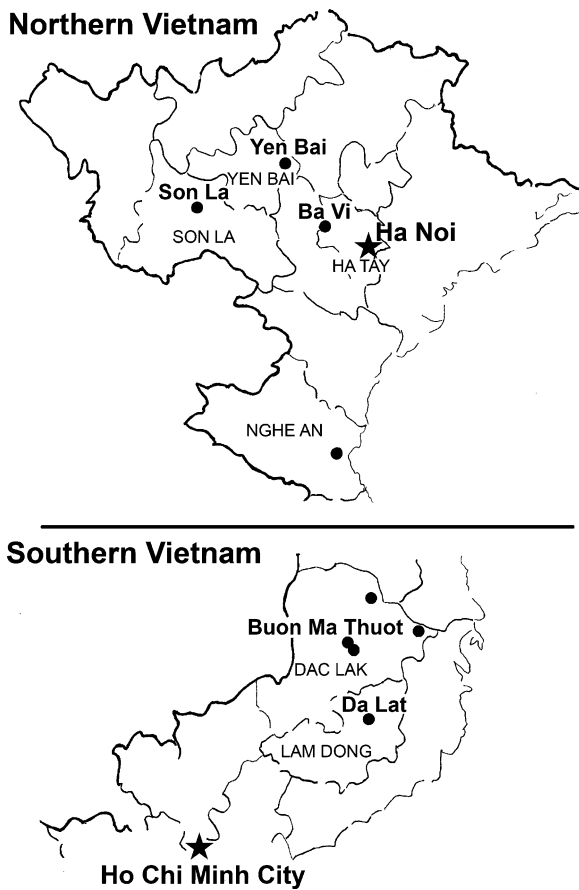 Northern Vietnam
Yen Bai
YEN BAI
Son La
Ba Vi
Ha Noi
SON LA
HA TAY
NGHE AN
Southern Vietnam
Buon Ma Thuot
DAC LAK
Da Lat
LAM DONG
Ho Chi Minh City